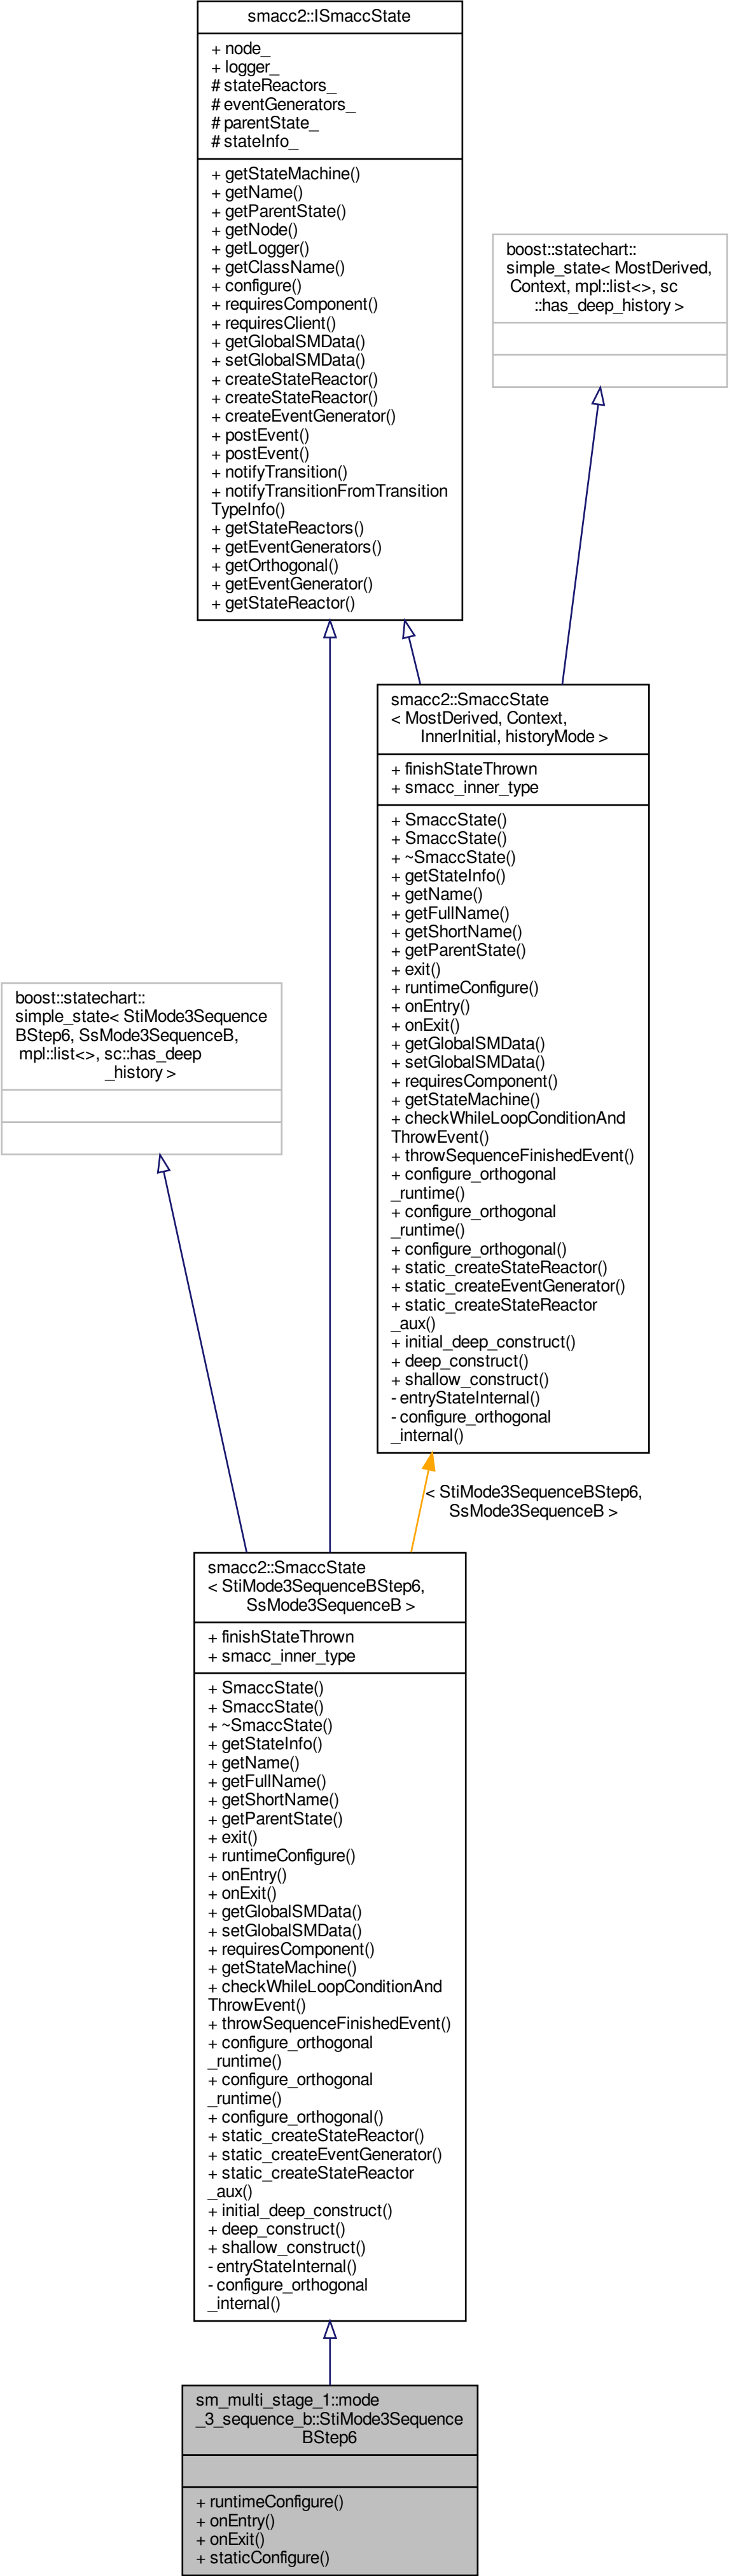 smacc2::ISmaccState
+ node_
+ logger_
# stateReactors_
# eventGenerators_
# parentState_
# stateInfo_
+ getStateMachine()
+ getName()
+ getParentState()
+ getNode()
+ getLogger()
+ getClassName()
+ configure()
+ requiresComponent()
+ requiresClient()
+ getGlobalSMData()
+ setGlobalSMData()
+ createStateReactor()
+ createStateReactor()
+ createEventGenerator()
+ postEvent()
+ postEvent()
+ notifyTransition()
+ notifyTransitionFromTransition
TypeInfo()
+ getStateReactors()
+ getEventGenerators()
+ getOrthogonal()
+ getEventGenerator()
+ getStateReactor()
boost::statechart::
simple_state< MostDerived,
Context, mpl::list<>, sc
::has_deep_history >
smacc2::SmaccState
< MostDerived, Context,
InnerInitial, historyMode >
+ finishStateThrown
+ smacc_inner_type
+ SmaccState()
+ SmaccState()
+ ~SmaccState()
+ getStateInfo()
+ getName()
+ getFullName()
+ getShortName()
+ getParentState()
+ exit()
+ runtimeConfigure()
+ onEntry()
+ onExit()
+ getGlobalSMData()
+ setGlobalSMData()
+ requiresComponent()
+ getStateMachine()
+ checkWhileLoopConditionAnd
ThrowEvent()
+ throwSequenceFinishedEvent()
+ configure_orthogonal
_runtime()
+ configure_orthogonal
_runtime()
+ configure_orthogonal()
+ static_createStateReactor()
+ static_createEventGenerator()
+ static_createStateReactor
_aux()
+ initial_deep_construct()
+ deep_construct()
+ shallow_construct()
- entryStateInternal()
- configure_orthogonal
_internal()
boost::statechart::
simple_state< StiMode3Sequence
BStep6, SsMode3SequenceB,
mpl::list<>, sc::has_deep
_history >
< StiMode3SequenceBStep6,
SsMode3SequenceB >
smacc2::SmaccState
< StiMode3SequenceBStep6,
SsMode3SequenceB >
+ finishStateThrown
+ smacc_inner_type
+ SmaccState()
+ SmaccState()
+ ~SmaccState()
+ getStateInfo()
+ getName()
+ getFullName()
+ getShortName()
+ getParentState()
+ exit()
+ runtimeConfigure()
+ onEntry()
+ onExit()
+ getGlobalSMData()
+ setGlobalSMData()
+ requiresComponent()
+ getStateMachine()
+ checkWhileLoopConditionAnd
ThrowEvent()
+ throwSequenceFinishedEvent()
+ configure_orthogonal
_runtime()
+ configure_orthogonal
_runtime()
+ configure_orthogonal()
+ static_createStateReactor()
+ static_createEventGenerator()
+ static_createStateReactor
_aux()
+ initial_deep_construct()
+ deep_construct()
+ shallow_construct()
- entryStateInternal()
- configure_orthogonal
_internal()
sm_multi_stage_1::mode
_3_sequence_b::StiMode3Sequence
BStep6
+ runtimeConfigure()
+ onEntry()
+ onExit()
+ staticConfigure()